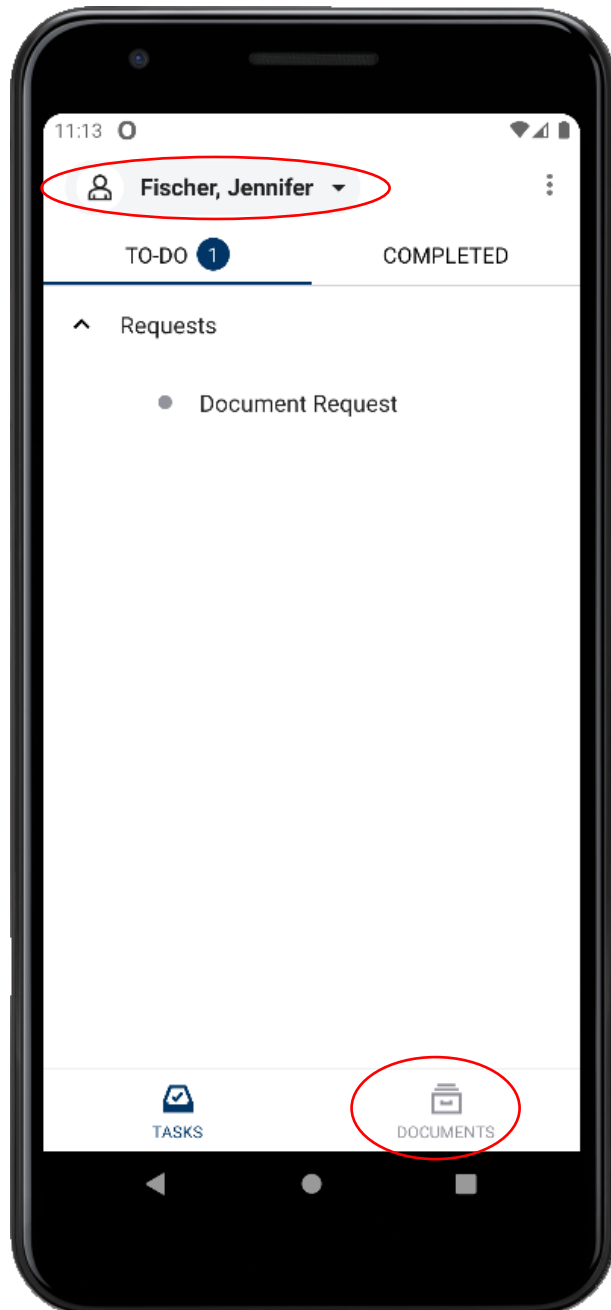 11:13 O
Fischer, Jennifer
TO-DO 1 COMPLETED
Requests
Document Request
TASKS DOCUMENTS